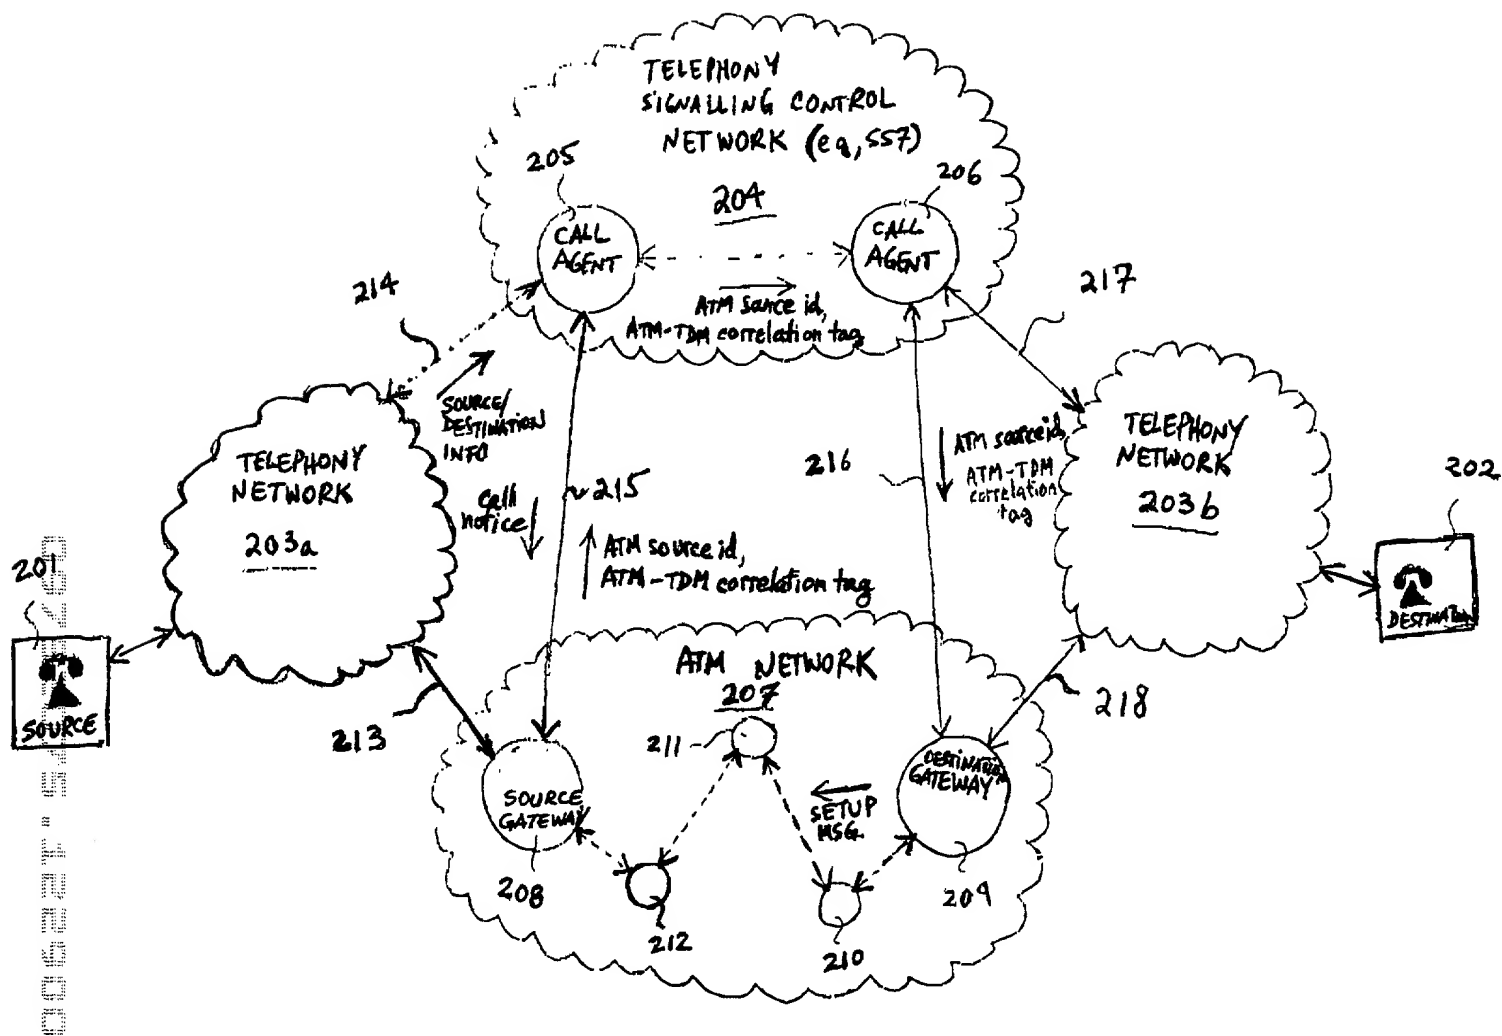 TELEPHONY
SIGNALLING CONTROL
NETWORK (eg, SS7)
205
206
204
CALL
AGENT
CALL
AGENT
214
217
ATM source id,
ATM-TDM correlation tag
SOURCE/
DESTINATION
INFO
TELEPHONY
NETWORK
203a
TELEPHONY
NETWORK
203b
216
ATM source id,
ATM-TDM
correlation
tag
202
call
notice
215
ATM source id,
ATM-TDM correlation tag
201
SOURCE
DESTINATION
ATM NETWORK
207
213
211
218
SOURCE
GATEWAY
DESTINATION
GATEWAY
SETUP
MSG.
208
209
212
210